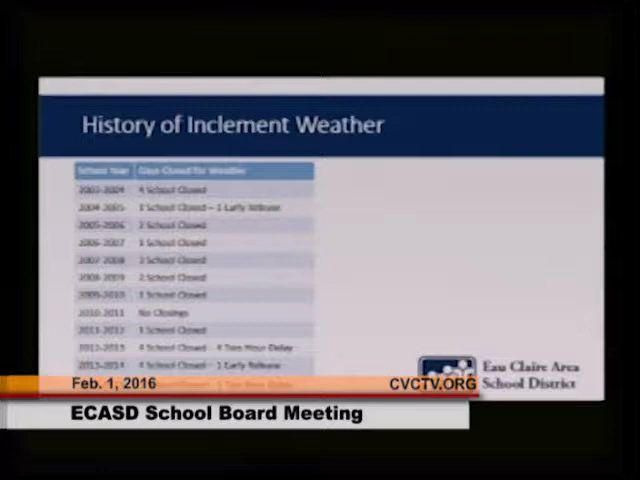 History of Inclement Weather
School Year Days Closed for Weather
2003-2004 4 School Closed
2004-2005 School Closed - 1 Early Release
2005-2006 School Closed
2006-2007 1 School Closed
2007-2008 School Closed
2008-2009 2 School Closed
2009-2010 School Closed
2010-2011 No Closings
2011-2012 1 School Closed
2012-2013 4 School Closed - 4 Two Hour Delay
2013-2014 4 School Closed - 1 Early Release
Two Hour Delay
Eau Claire Area
School District
Feb. 1, 2016 CVCTV.ORG
ECASD School Board Meeting